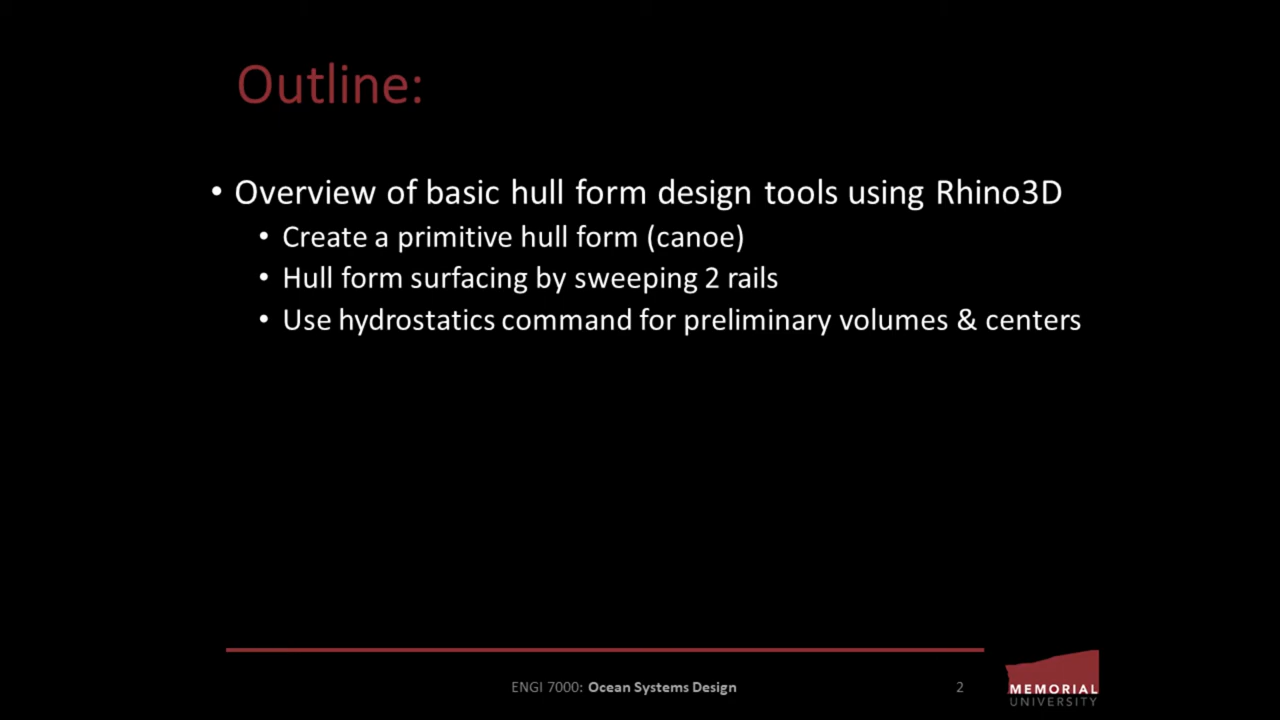 Outline:
• Overview of basic hull form design tools using Rhino3D
• Create a primitive hull form (canoe)
• Hull form surfacing by sweeping 2 rails
• Use hydrostatics command for preliminary volumes & centers
ENGI 7000: Ocean Systems Design
2
MEMORIAL
UNIVERSITY